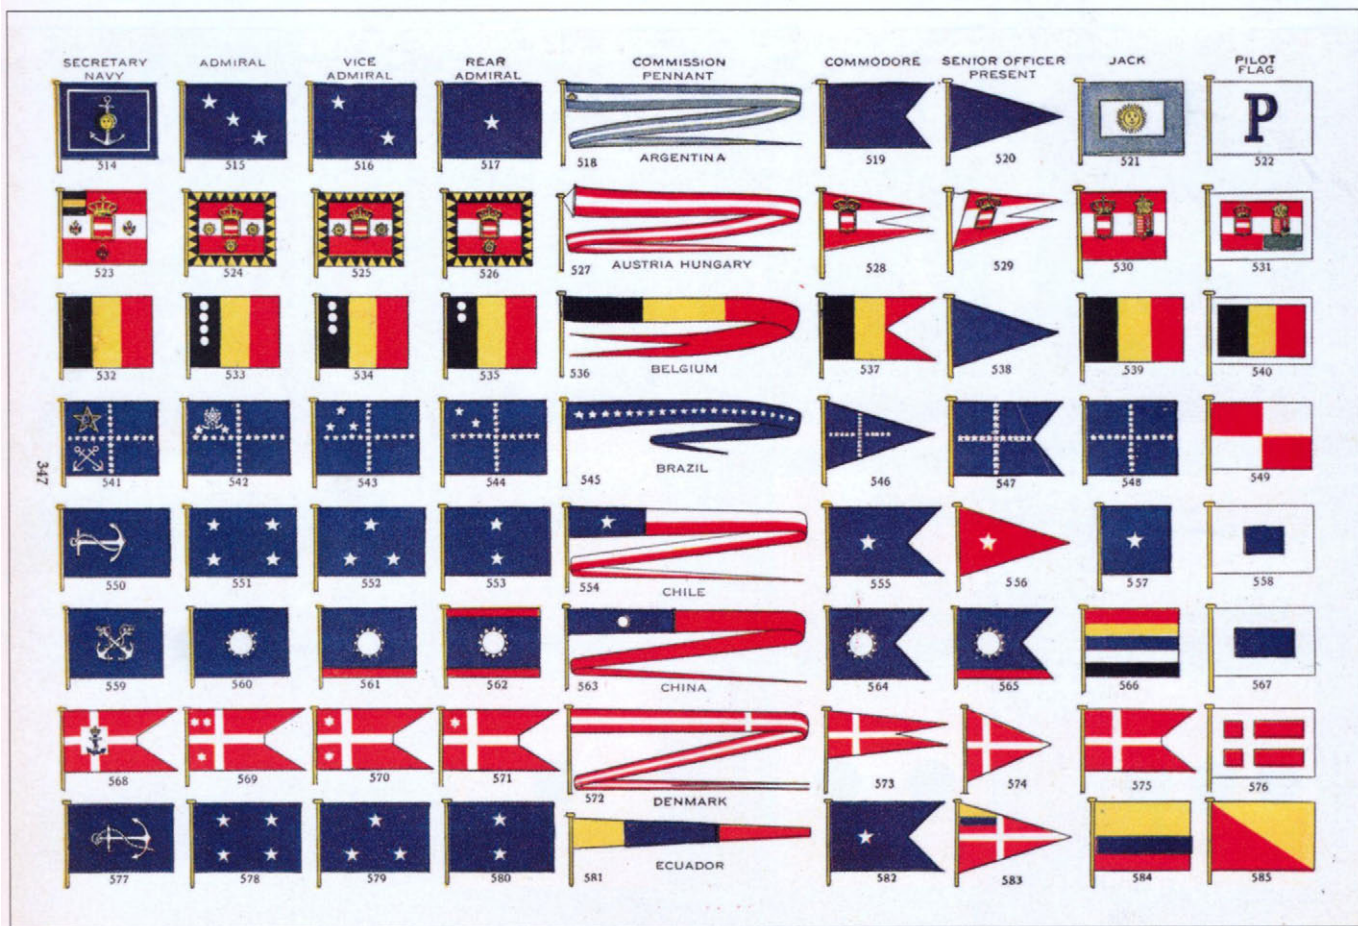 SECRETARY NAVY
ADMIRAL
VICE ADMIRAL
REAR ADMIRAL
COMMISSION PENNANT
COMMODORE
SENIOR OFFICER PRESENT
JACK
PILOT FLAG
P
514 515 516 517 518 ARGENTINA 519 520 521 522
523 524 525 526 527 AUSTRIA HUNGARY 528 529 530 531
532 533 534 535 536 BELGIUM 537 538 539 540
347
541 542 543 544 545 BRAZIL 546 547 548 549
550 551 552 553 554 CHILE 555 556 557 558
559 560 561 562 563 CHINA 564 565 566 567
568 569 570 571 572 DENMARK 573 574 575 576
577 578 579 580 581 ECUADOR 582 583 584 585